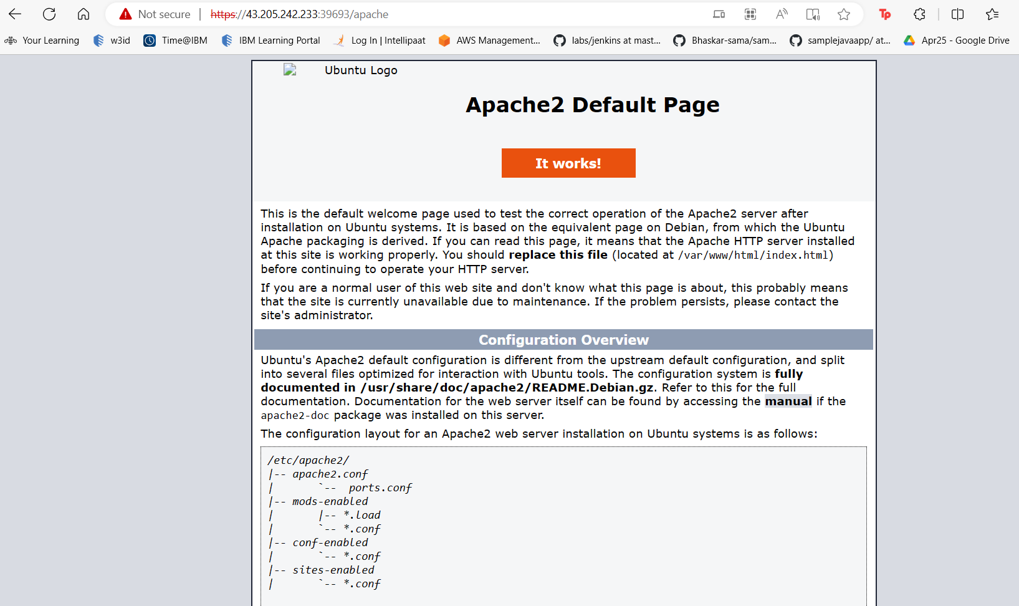 Not secure | https://43.205.242.233:39693/apache
Your Learning w3id Time@IBM IBM Learning Portal Log In | Intellipaat AWS Management... labs/jenkins at mast... Bhaskar-sama/sam... samplejavaapp/ at... Apr25 - Google Drive
Ubuntu Logo
Apache2 Default Page
It works!
This is the default welcome page used to test the correct operation of the Apache2 server after
installation on Ubuntu systems. It is based on the equivalent page on Debian, from which the Ubuntu
Apache packaging is derived. If you can read this page, it means that the Apache HTTP server installed
at this site is working properly. You should replace this file (located at /var/www/html/index.html)
before continuing to operate your HTTP server.
If you are a normal user of this web site and don't know what this page is about, this probably means
that the site is currently unavailable due to maintenance. If the problem persists, please contact the
site's administrator.
Configuration Overview
Ubuntu's Apache2 default configuration is different from the upstream default configuration, and split
into several files optimized for interaction with Ubuntu tools. The configuration system is fully
documented in /usr/share/doc/apache2/README.Debian.gz. Refer to this for the full
documentation. Documentation for the web server itself can be found by accessing the manual if the
apache2-doc package was installed on this server.
The configuration layout for an Apache2 web server installation on Ubuntu systems is as follows:
/etc/apache2/
|-- apache2.conf
|       `--  ports.conf
|-- mods-enabled
|       |-- *.load
|       `-- *.conf
|-- conf-enabled
|       `-- *.conf
|-- sites-enabled
|       `-- *.conf